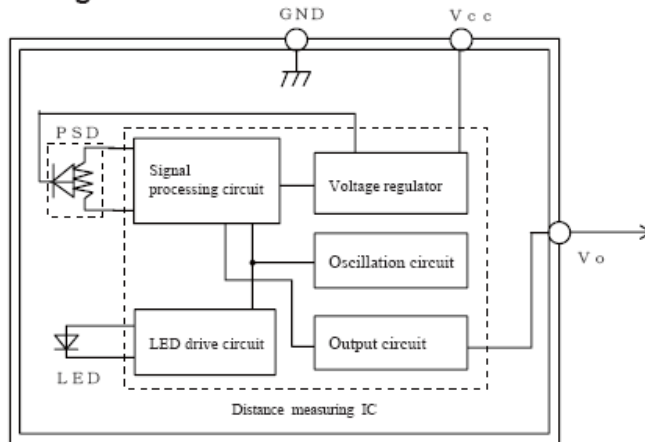 GND
Vcc
PSD
Signal
processing circuit
Voltage regulator
Oscillation circuit
Vo
LED drive circuit
Output circuit
LED
Distance measuring IC